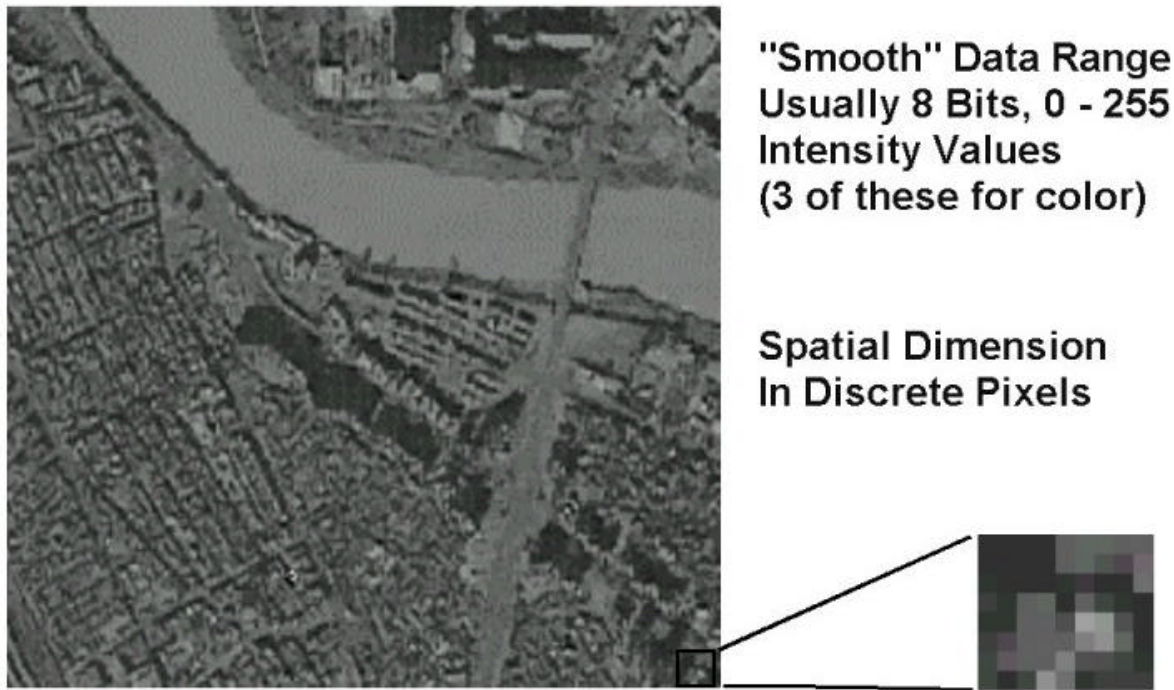 "Smooth" Data Range
Usually 8 Bits, 0 - 255
Intensity Values
(3 of these for color)
Spatial Dimension
In Discrete Pixels